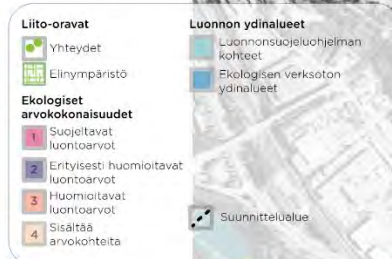 Liito-oravat
Yhteydet
Elinympäristö
Ekologiset
arvokokonaisuudet
1 Suojeltavat
luontoarvot
2 Erityisesti huomioitavat
luontoarvot
3 Huomioitavat
luontoarvot
4 Sisältää
arvokohteita
Luonnon ydinalueet
Luonnonsuojeluohjelman
kohteet
Ekologisen verkoston
ydinalueet
Suunnittelualue